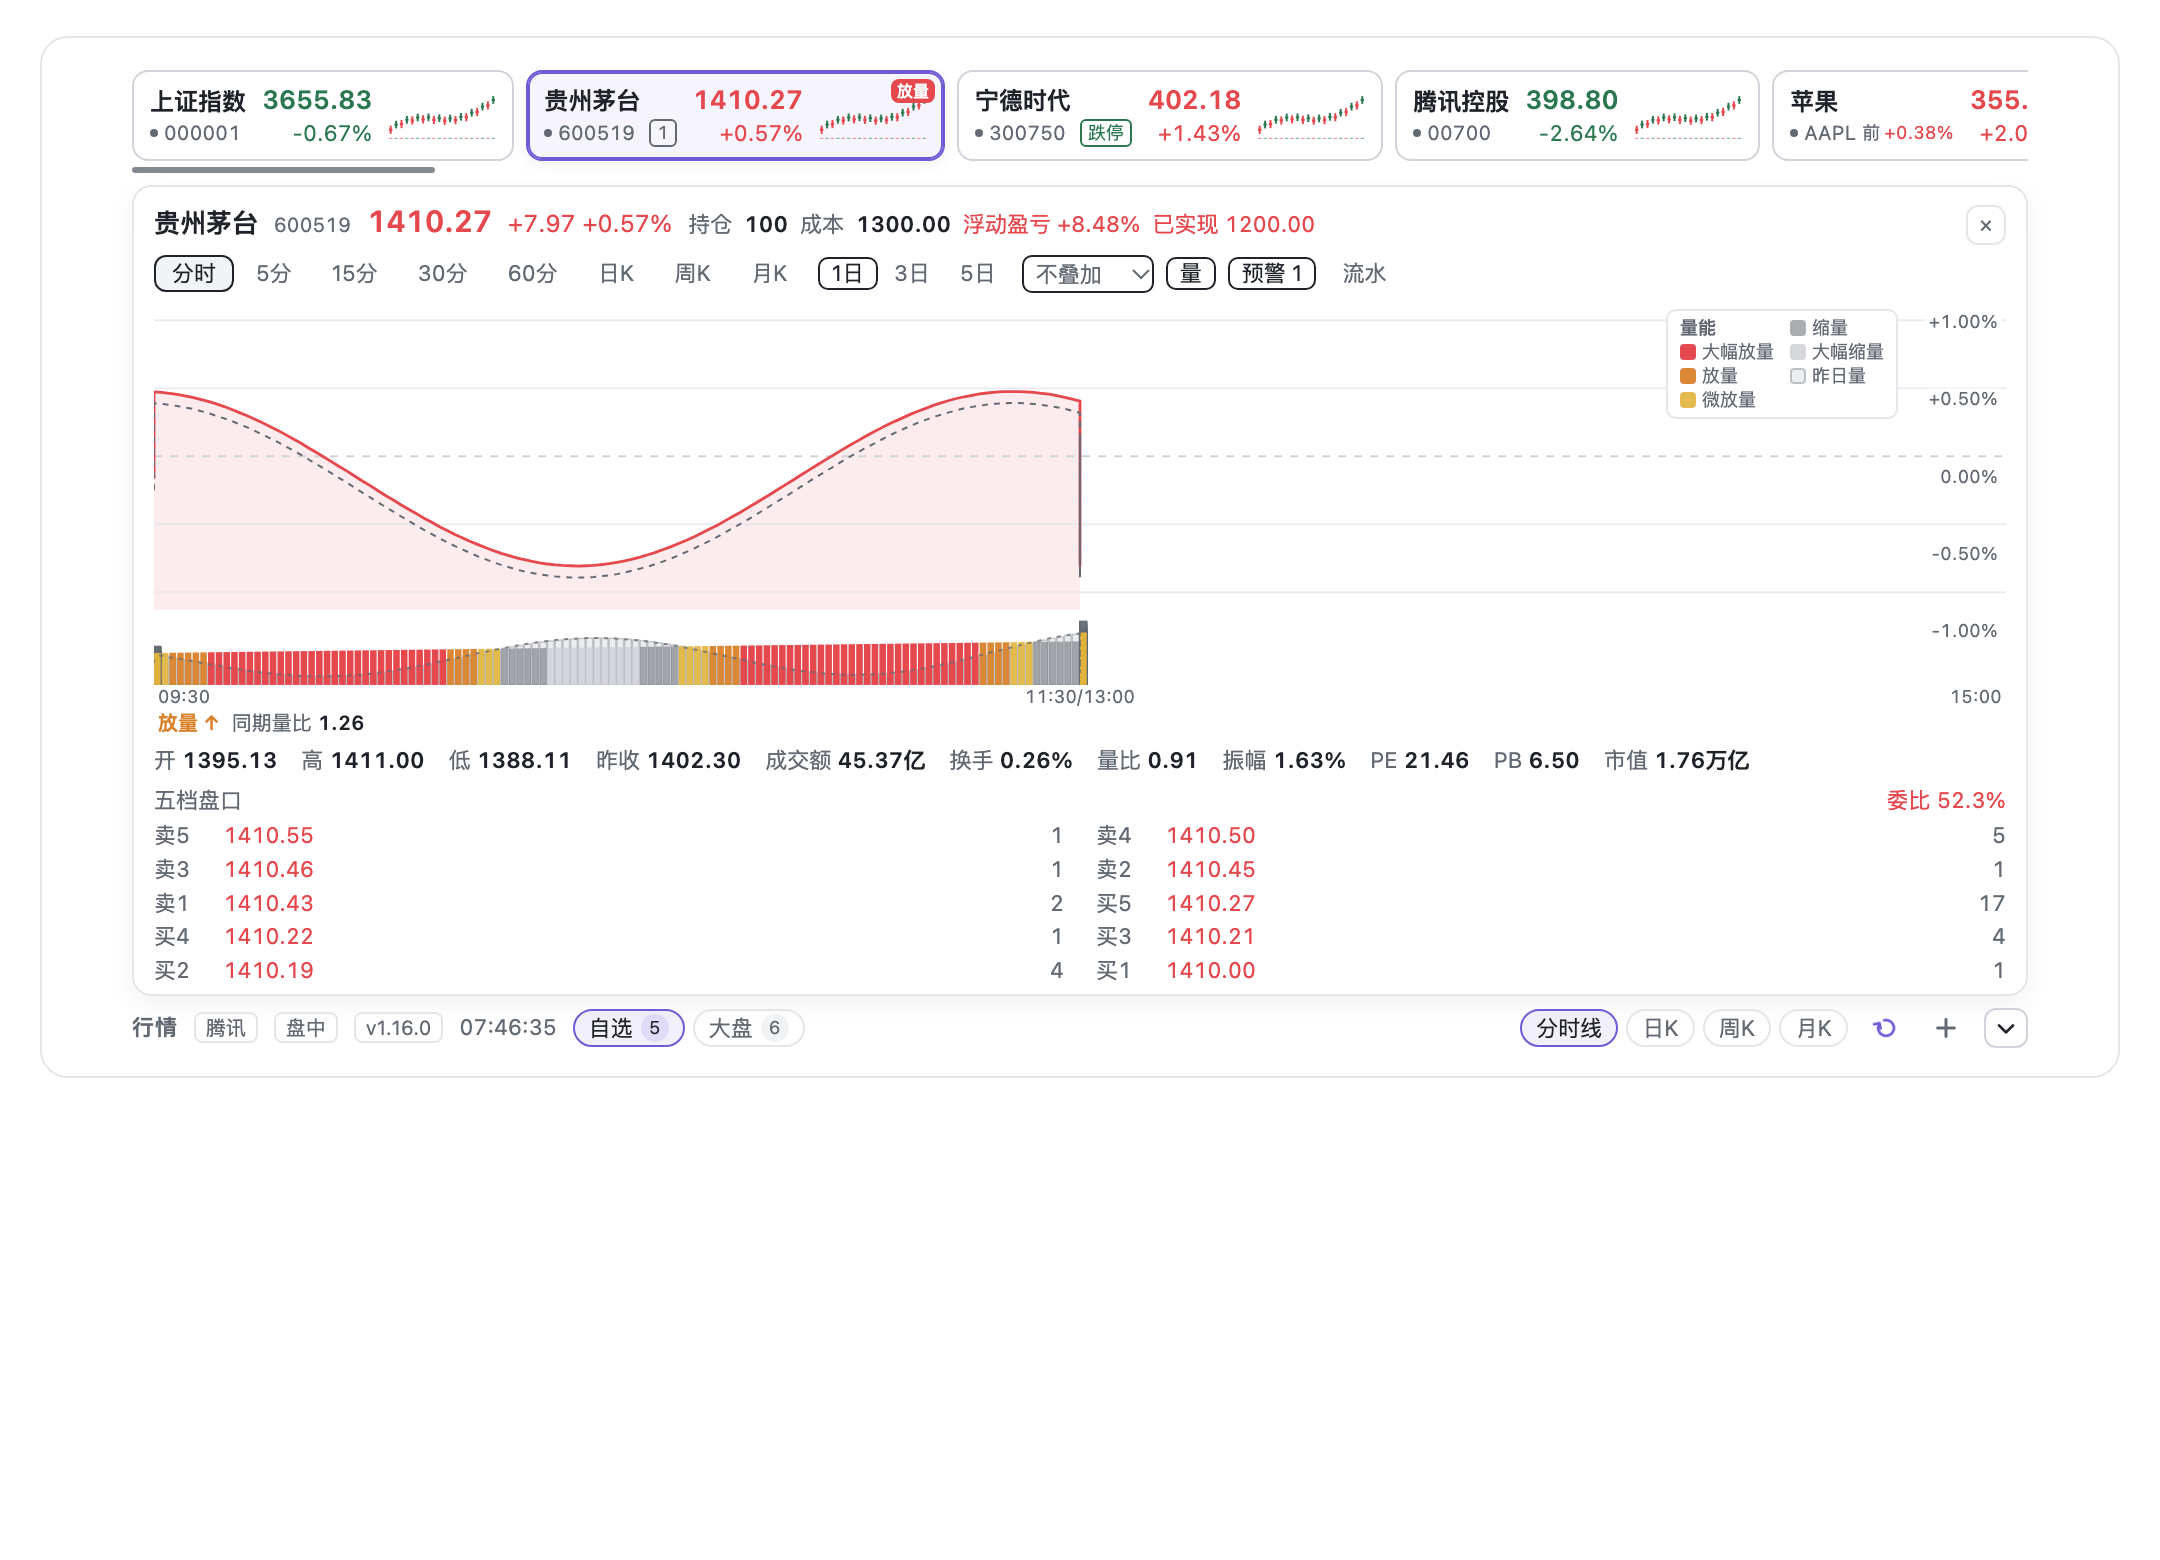 上证指数 3655.83
000001 -0.67%
贵州茅台 1410.27 放量
600519 1 +0.57%
宁德时代 402.18
300750 跌停 +1.43%
腾讯控股 398.80
00700 -2.64%
苹果 355.
AAPL 前+0.38% +2.0
贵州茅台 600519 1410.27 +7.97 +0.57% 持仓 100 成本 1300.00 浮动盈亏 +8.48% 已实现 1200.00 ×
分时 5分 15分 30分 60分 日K 周K 月K 1日 3日 5日 不叠加 量 预警 1 流水
量能 缩量
大幅放量 大幅缩量
放量 昨日量
微放量
+1.00%
+0.50%
0.00%
-0.50%
-1.00%
09:30 11:30/13:00 15:00
放量 ↑ 同期量比 1.26
开 1395.13 高 1411.00 低 1388.11 昨收 1402.30 成交额 45.37亿 换手 0.26% 量比 0.91 振幅 1.63% PE 21.46 PB 6.50 市值 1.76万亿
五档盘口 委比 52.3%
卖5 1410.55 1 卖4 1410.50 5
卖3 1410.46 1 卖2 1410.45 1
卖1 1410.43 2 买5 1410.27 17
买4 1410.22 1 买3 1410.21 4
买2 1410.19 4 买1 1410.00 1
行情 腾讯 盘中 v1.16.0 07:46:35 自选 5 大盘 6 分时线 日K 周K 月K